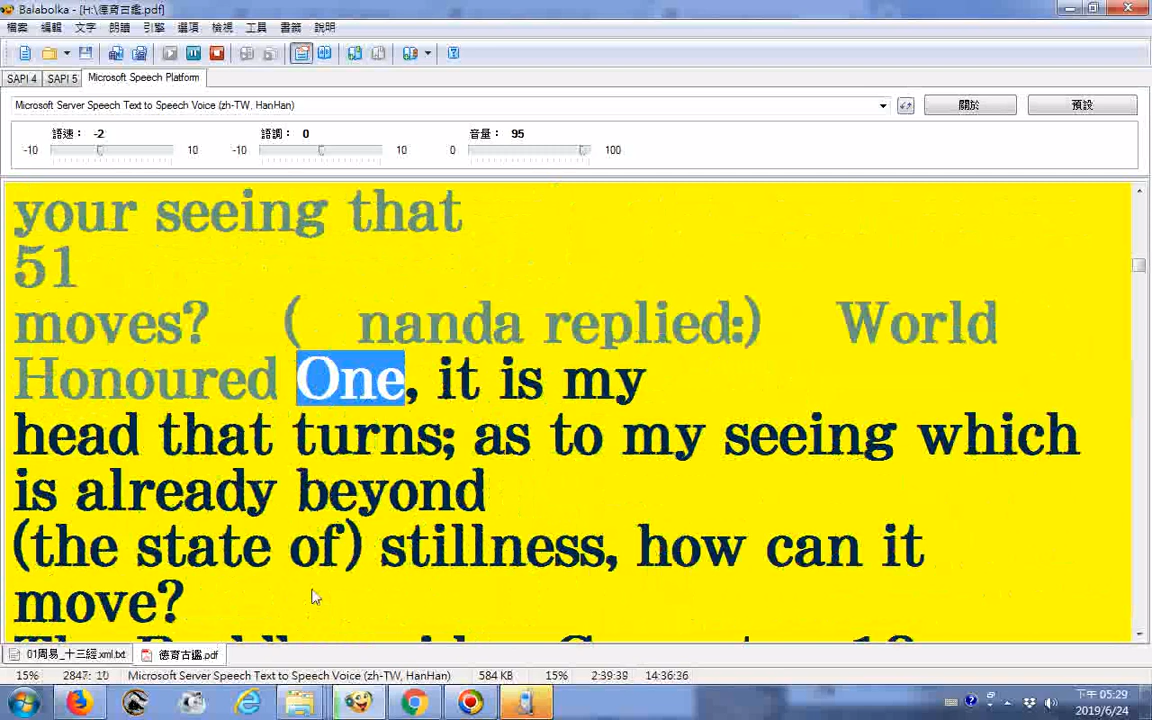 Balabolka - [H:\德育古鑑.pdf]
檔案 編輯 文字 朗讀 引擎 選項 檢視 工具 書籤 說明
SAPI 4 SAPI 5 Microsoft Speech Platform
Microsoft Server Speech Text to Speech Voice (zh-TW, HanHan) 關於 預設
語速： -2 語調： 0 音量： 95
-10 10 -10 10 0 100
your seeing that
51
moves? ( nanda replied:) World
Honoured One, it is my
head that turns; as to my seeing which
is already beyond
(the state of) stillness, how can it
move?
01周易_十三經.xml.txt 德育古鑑.pdf
15% 2847: 10 Microsoft Server Speech Text to Speech Voice (zh-TW, HanHan) 584 KB 15% 2:39:39 14:36:36
下午 05:29
2019/6/24